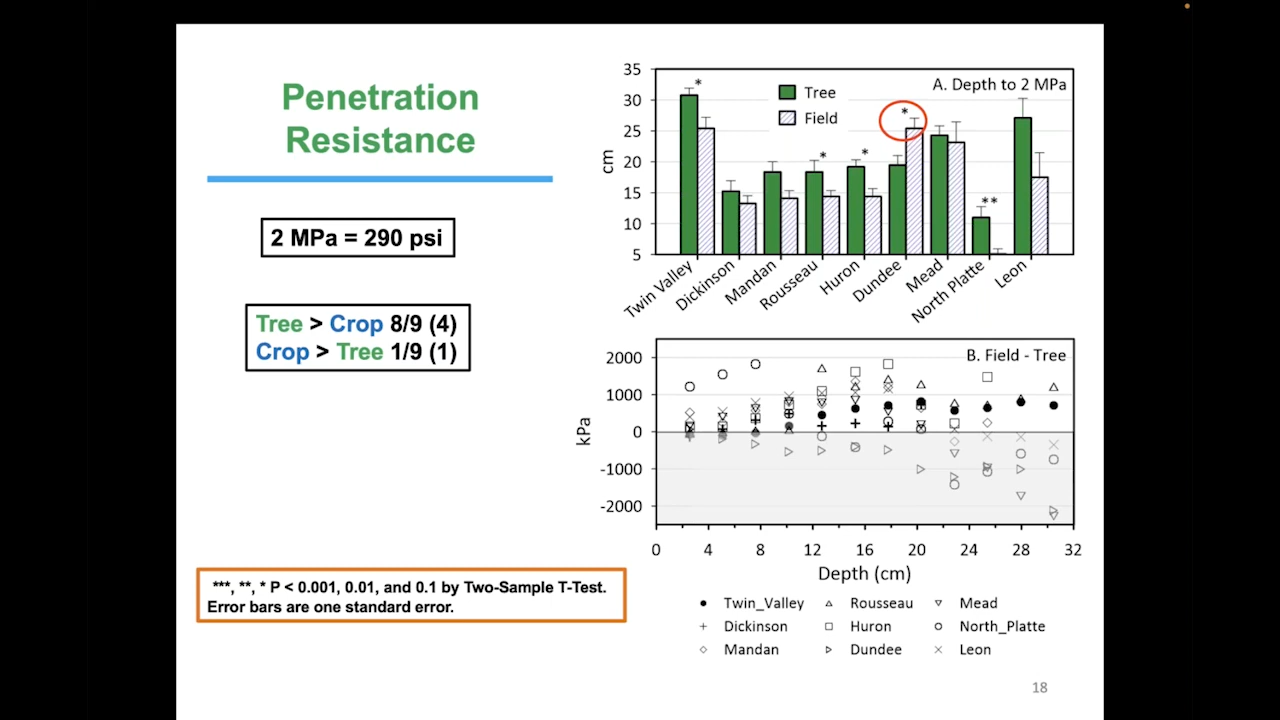 Penetration
Resistance
2 MPa = 290 psi
Tree > Crop 8/9 (4)
Crop > Tree 1/9 (1)
***, **, * P < 0.001, 0.01, and 0.1 by Two-Sample T-Test.
Error bars are one standard error.
A. Depth to 2 MPa
Tree
Field
35
30
25
20
15
10
5
cm
*
*
*
*
**
Twin Valley
Dickinson
Mandan
Rousseau
Huron
Dundee
Mead
North Platte
Leon
B. Field - Tree
2000
1000
0
-1000
-2000
kPa
0 4 8 12 16 20 24 28 32
Depth (cm)
Twin_Valley Rousseau Mead
Dickinson Huron North_Platte
Mandan Dundee Leon
18